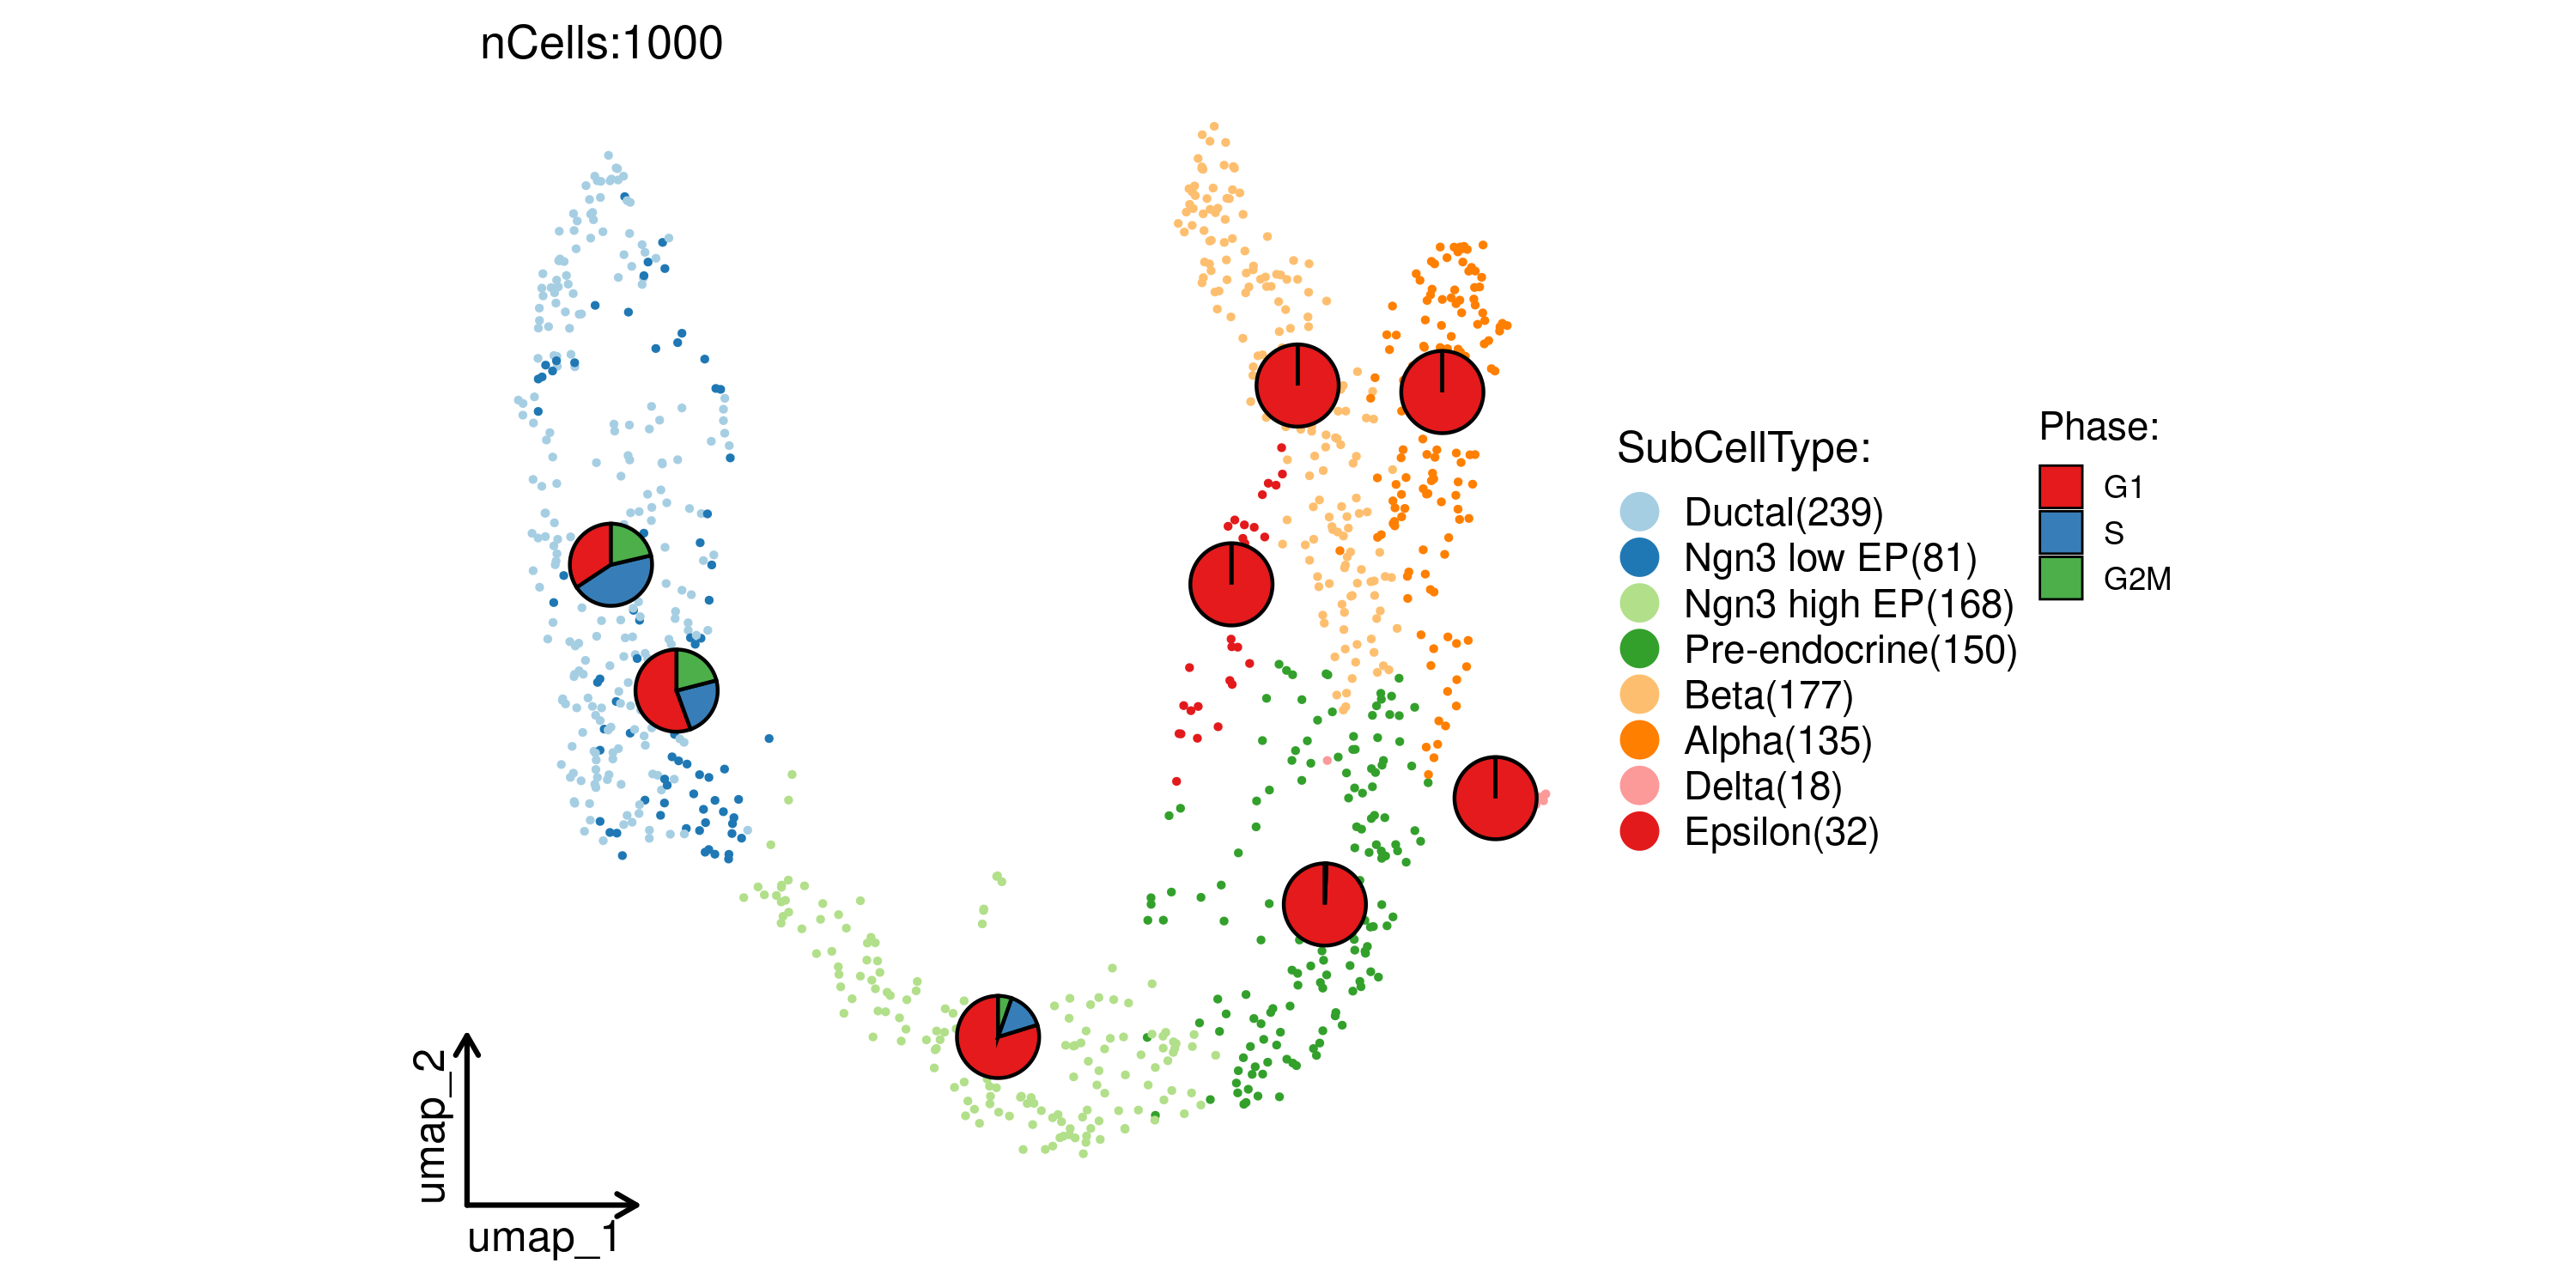 nCells:1000
SubCellType:
Ductal(239)
Ngn3 low EP(81)
Ngn3 high EP(168)
Pre-endocrine(150)
Beta(177)
Alpha(135)
Delta(18)
Epsilon(32)
Phase:
G1
S
G2M
umap_2
umap_1